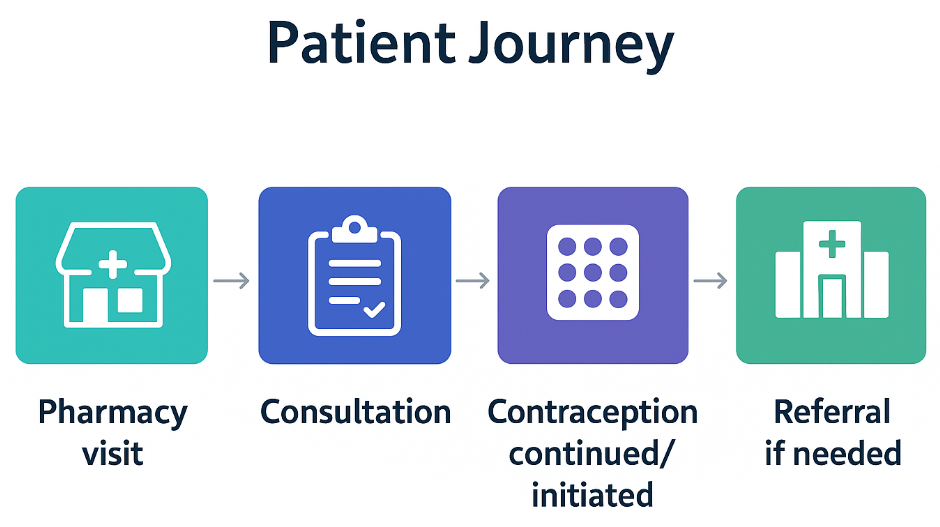 Patient Journey
Pharmacy
visit
Consultation
Contraception
continued/
initiated
Referral
if needed